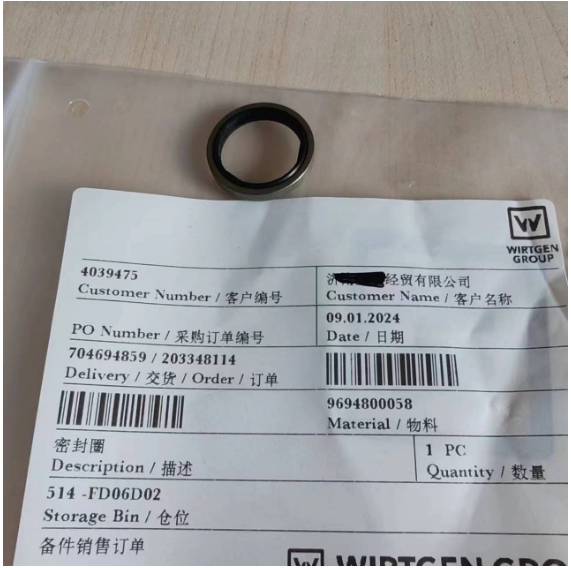 WIRTGEN
GROUP
4039475
Customer Number / 客户编号
经贸有限公司
Customer Name / 客户名称
PO Number / 采购订单编号
09.01.2024
Date / 日期
704694859 / 203348114
Delivery / 交货 / Order / 订单
9694800058
Material / 物料
密封圈
Description / 描述
1 PC
Quantity / 数量
514 -FD06D02
Storage Bin / 仓位
备件销售订单
WIRTGEN GRO